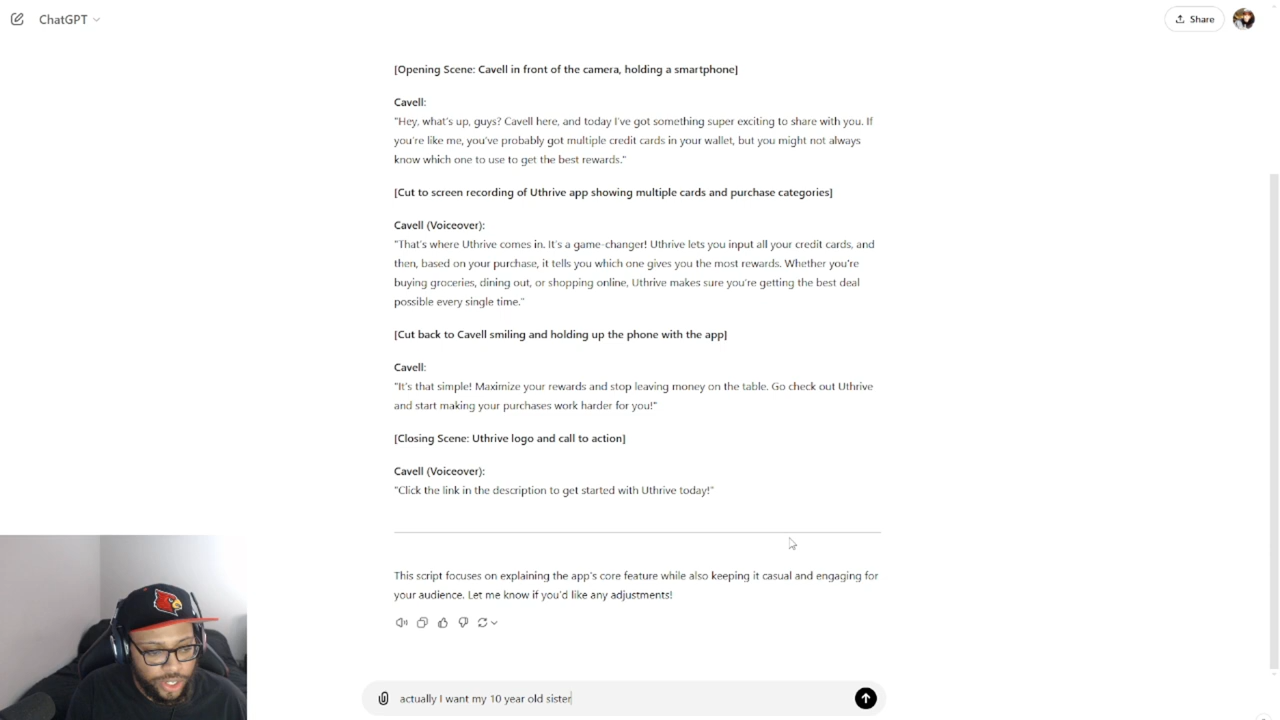 ChatGPT
Share
[Opening Scene: Cavell in front of the camera, holding a smartphone]
Cavell:
"Hey, what's up, guys? Cavell here, and today I've got something super exciting to share with you. If
you're like me, you've probably got multiple credit cards in your wallet, but you might not always
know which one to use to get the best rewards."
[Cut to screen recording of Uthrive app showing multiple cards and purchase categories]
Cavell (Voiceover):
"That's where Uthrive comes in. It's a game-changer! Uthrive lets you input all your credit cards, and
then, based on your purchase, it tells you which one gives you the most rewards. Whether you're
buying groceries, dining out, or shopping online, Uthrive makes sure you're getting the best deal
possible every single time."
[Cut back to Cavell smiling and holding up the phone with the app]
Cavell:
"It's that simple! Maximize your rewards and stop leaving money on the table. Go check out Uthrive
and start making your purchases work harder for you!"
[Closing Scene: Uthrive logo and call to action]
Cavell (Voiceover):
"Click the link in the description to get started with Uthrive today!"
This script focuses on explaining the app's core feature while also keeping it casual and engaging for
your audience. Let me know if you'd like any adjustments!
actually I want my 10 year old sister